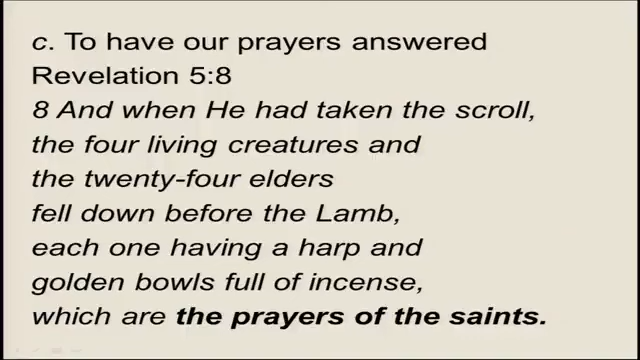 c. To have our prayers answered
Revelation 5:8
8 And when He had taken the scroll,
the four living creatures and
the twenty-four elders
fell down before the Lamb,
each one having a harp and
golden bowls full of incense,
which are the prayers of the saints.